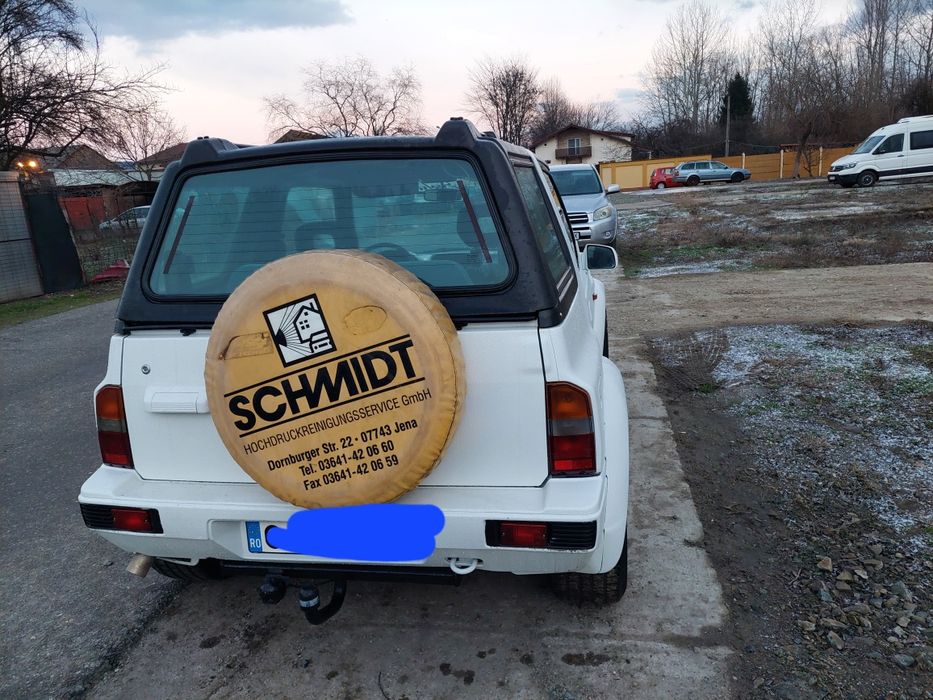 SCHMIDT
HOCHDRUCKREINIGUNGSSERVICE GmbH
Dornburger Str. 22 • 07743 Jena
Tel. 03641-42 06 60
Fax 03641-42 06 59
RO